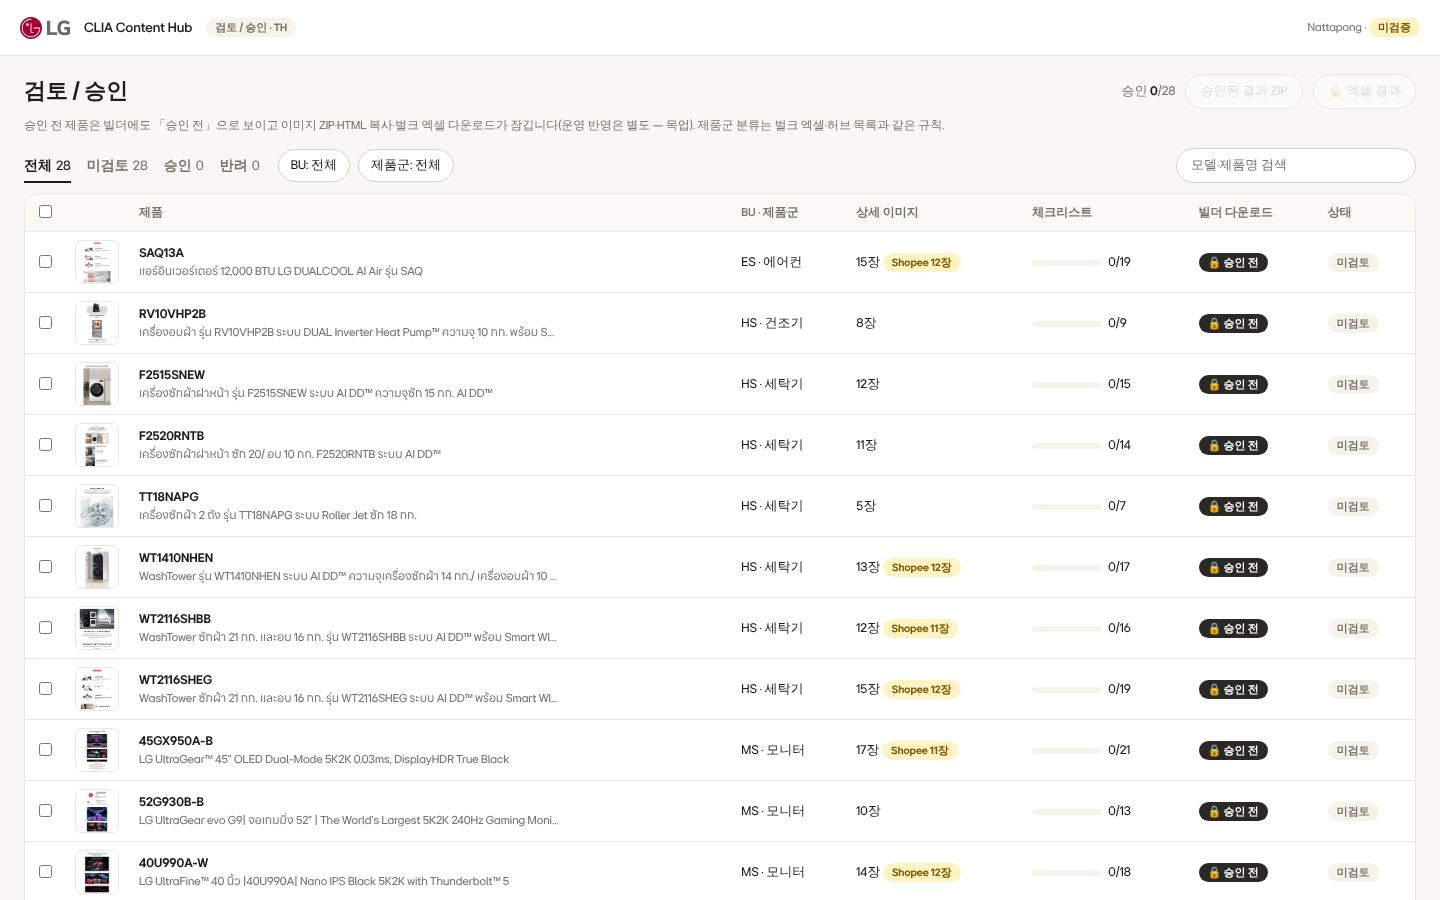 LG CLIA Content Hub 검토 / 승인 · TH Nattapong · 미검증
검토 / 승인 승인 0/28 승인된 결과 ZIP 🔒 엑셀 결과
승인 전 제품은 빌더에도 「승인 전」으로 보이고 이미지 ZIP·HTML 복사·벌크 엑셀 다운로드가 잠깁니다(운영 반영은 별도 — 목업). 제품군 분류는 벌크 엑셀·허브 목록과 같은 규칙.
전체 28 미검토 28 승인 0 반려 0 BU: 전체 제품군: 전체 모델·제품명 검색
제품 BU · 제품군 상세 이미지 체크리스트 빌더 다운로드 상태
SAQ13A
แอร์อินเวอร์เตอร์ 12,000 BTU LG DUALCOOL AI Air รุ่น SAQ
ES · 에어컨 15장 Shopee 12장 0/19 🔒 승인 전 미검토
RV10VHP2B
เครื่องอบผ้า รุ่น RV10VHP2B ระบบ DUAL Inverter Heat Pump™ ความจุ 10 กก. พร้อม S...
HS · 건조기 8장 0/9 🔒 승인 전 미검토
F2515SNEW
เครื่องซักผ้าฝาหน้า รุ่น F2515SNEW ระบบ AI DD™ ความจุซัก 15 กก. AI DD™
HS · 세탁기 12장 0/15 🔒 승인 전 미검토
F2520RNTB
เครื่องซักผ้าฝาหน้า ซัก 20/ อบ 10 กก. F2520RNTB ระบบ AI DD™
HS · 세탁기 11장 0/14 🔒 승인 전 미검토
TT18NAPG
เครื่องซักผ้า 2 ถัง รุ่น TT18NAPG ระบบ Roller Jet ซัก 18 กก.
HS · 세탁기 5장 0/7 🔒 승인 전 미검토
WT1410NHEN
WashTower รุ่น WT1410NHEN ระบบ AI DD™ ความจุเครื่องซักผ้า 14 กก./ เครื่องอบผ้า 10 ...
HS · 세탁기 13장 Shopee 12장 0/17 🔒 승인 전 미검토
WT2116SHBB
WashTower ซักผ้า 21 กก. และอบ 16 กก. รุ่น WT2116SHBB ระบบ AI DD™ พร้อม Smart WI...
HS · 세탁기 12장 Shopee 11장 0/16 🔒 승인 전 미검토
WT2116SHEG
WashTower ซักผ้า 21 กก. และอบ 16 กก. รุ่น WT2116SHEG ระบบ AI DD™ พร้อม Smart WI...
HS · 세탁기 15장 Shopee 12장 0/19 🔒 승인 전 미검토
45GX950A-B
LG UltraGear™ 45” OLED Dual-Mode 5K2K 0.03ms, DisplayHDR True Black
MS · 모니터 17장 Shopee 11장 0/21 🔒 승인 전 미검토
52G930B-B
LG UltraGear evo G9| จอเกมมิ่ง 52” | The World’s Largest 5K2K 240Hz Gaming Moni...
MS · 모니터 10장 0/13 🔒 승인 전 미검토
40U990A-W
LG UltraFine™ 40 นิ้ว |40U990A| Nano IPS Black 5K2K with Thunderbolt™ 5
MS · 모니터 14장 Shopee 12장 0/18 🔒 승인 전 미검토